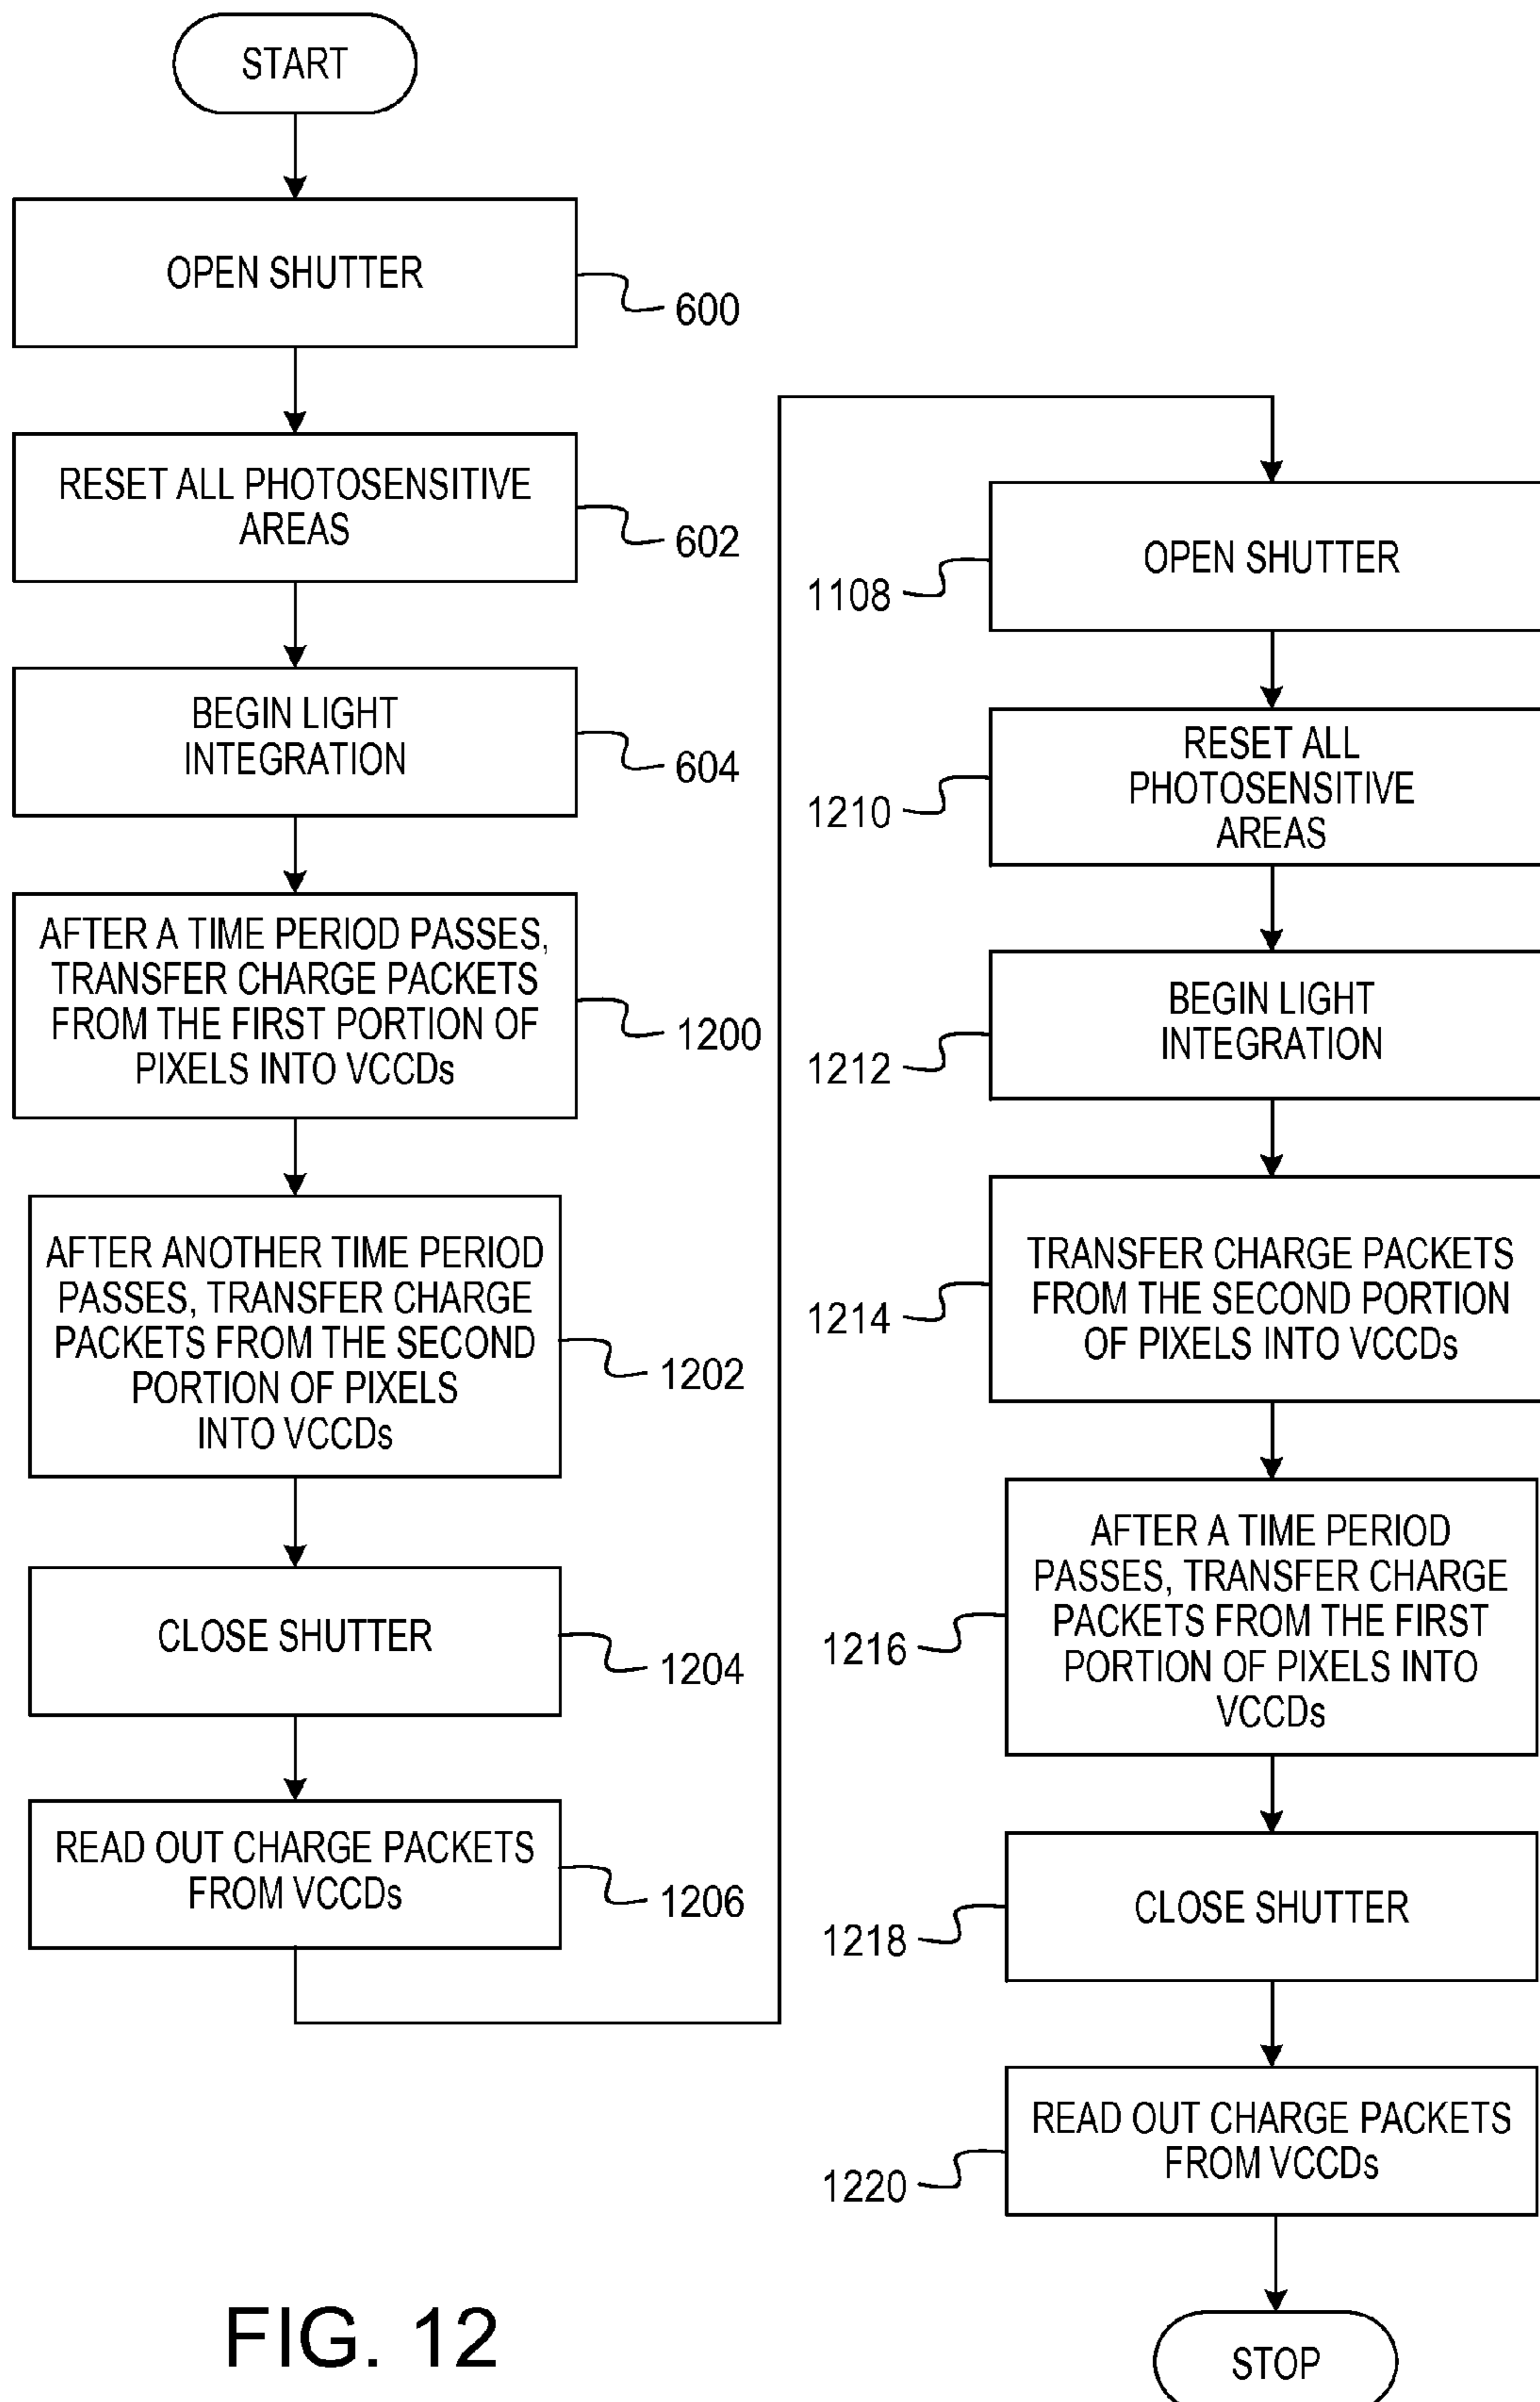 START
OPEN SHUTTER
600
RESET ALL PHOTOSENSITIVE
AREAS
602
BEGIN LIGHT
INTEGRATION
604
AFTER A TIME PERIOD PASSES,
TRANSFER CHARGE PACKETS
FROM THE FIRST PORTION OF
PIXELS INTO VCCDs
1200
AFTER ANOTHER TIME PERIOD
PASSES, TRANSFER CHARGE
PACKETS FROM THE SECOND
PORTION OF PIXELS
INTO VCCDs
1202
CLOSE SHUTTER
1204
READ OUT CHARGE PACKETS
FROM VCCDs
1206
OPEN SHUTTER
1108
RESET ALL
PHOTOSENSITIVE
AREAS
1210
BEGIN LIGHT
INTEGRATION
1212
TRANSFER CHARGE PACKETS
FROM THE SECOND PORTION
OF PIXELS INTO VCCDs
1214
AFTER A TIME PERIOD
PASSES, TRANSFER CHARGE
PACKETS FROM THE FIRST
PORTION OF PIXELS INTO
VCCDs
1216
CLOSE SHUTTER
1218
READ OUT CHARGE PACKETS
FROM VCCDs
1220
STOP
FIG. 12